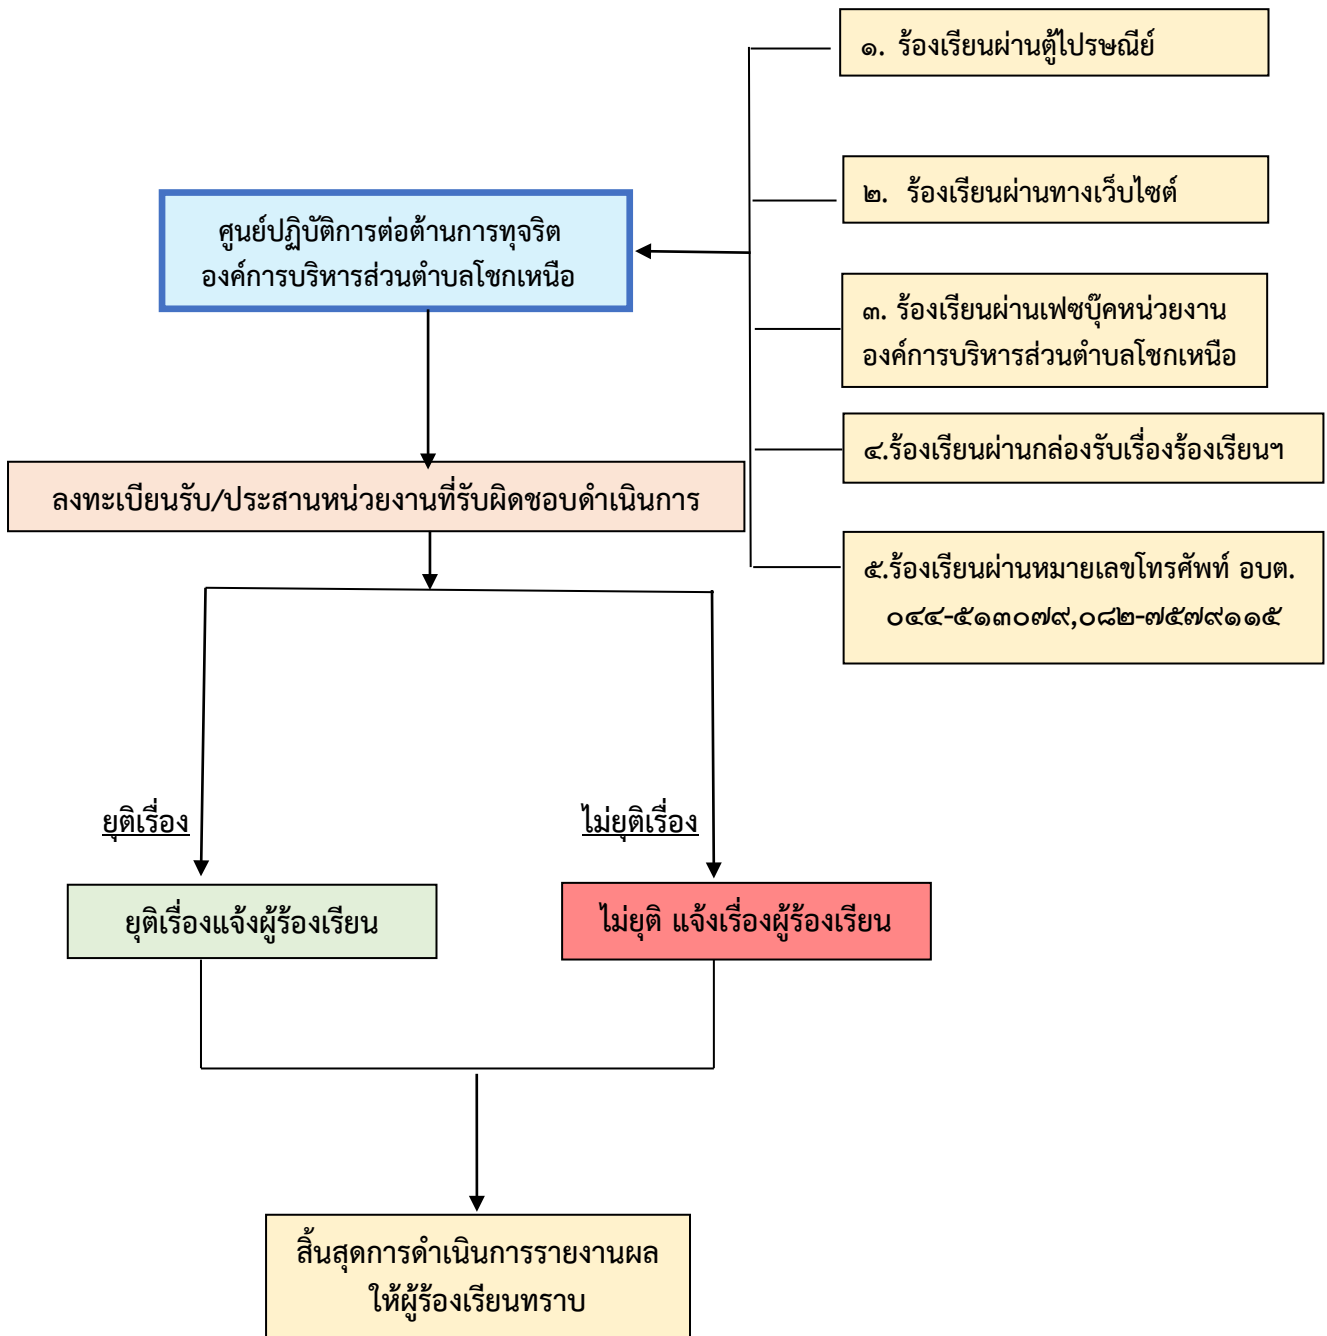 ๑. ร้องเรียนผ่านตู้ไปรษณีย์
๒. ร้องเรียนผ่านทางเว็บไซต์
ศูนย์ปฏิบัติการต่อต้านการทุจริต
องค์การบริหารส่วนตำบลโชกเหนือ
๓. ร้องเรียนผ่านเฟซบุ๊คหน่วยงาน
องค์การบริหารส่วนตำบลโชกเหนือ
๔.ร้องเรียนผ่านกล่องรับเรื่องร้องเรียนฯ
ลงทะเบียนรับ/ประสานหน่วยงานที่รับผิดชอบดำเนินการ
๕.ร้องเรียนผ่านหมายเลขโทรศัพท์ อบต.
๐๔๔-๕๑๓๐๗๙,๐๘๒-๗๕๗๙๑๑๕
ยุติเรื่อง
ไม่ยุติเรื่อง
ยุติเรื่องแจ้งผู้ร้องเรียน
ไม่ยุติ แจ้งเรื่องผู้ร้องเรียน
สิ้นสุดการดำเนินการรายงานผล
ให้ผู้ร้องเรียนทราบ